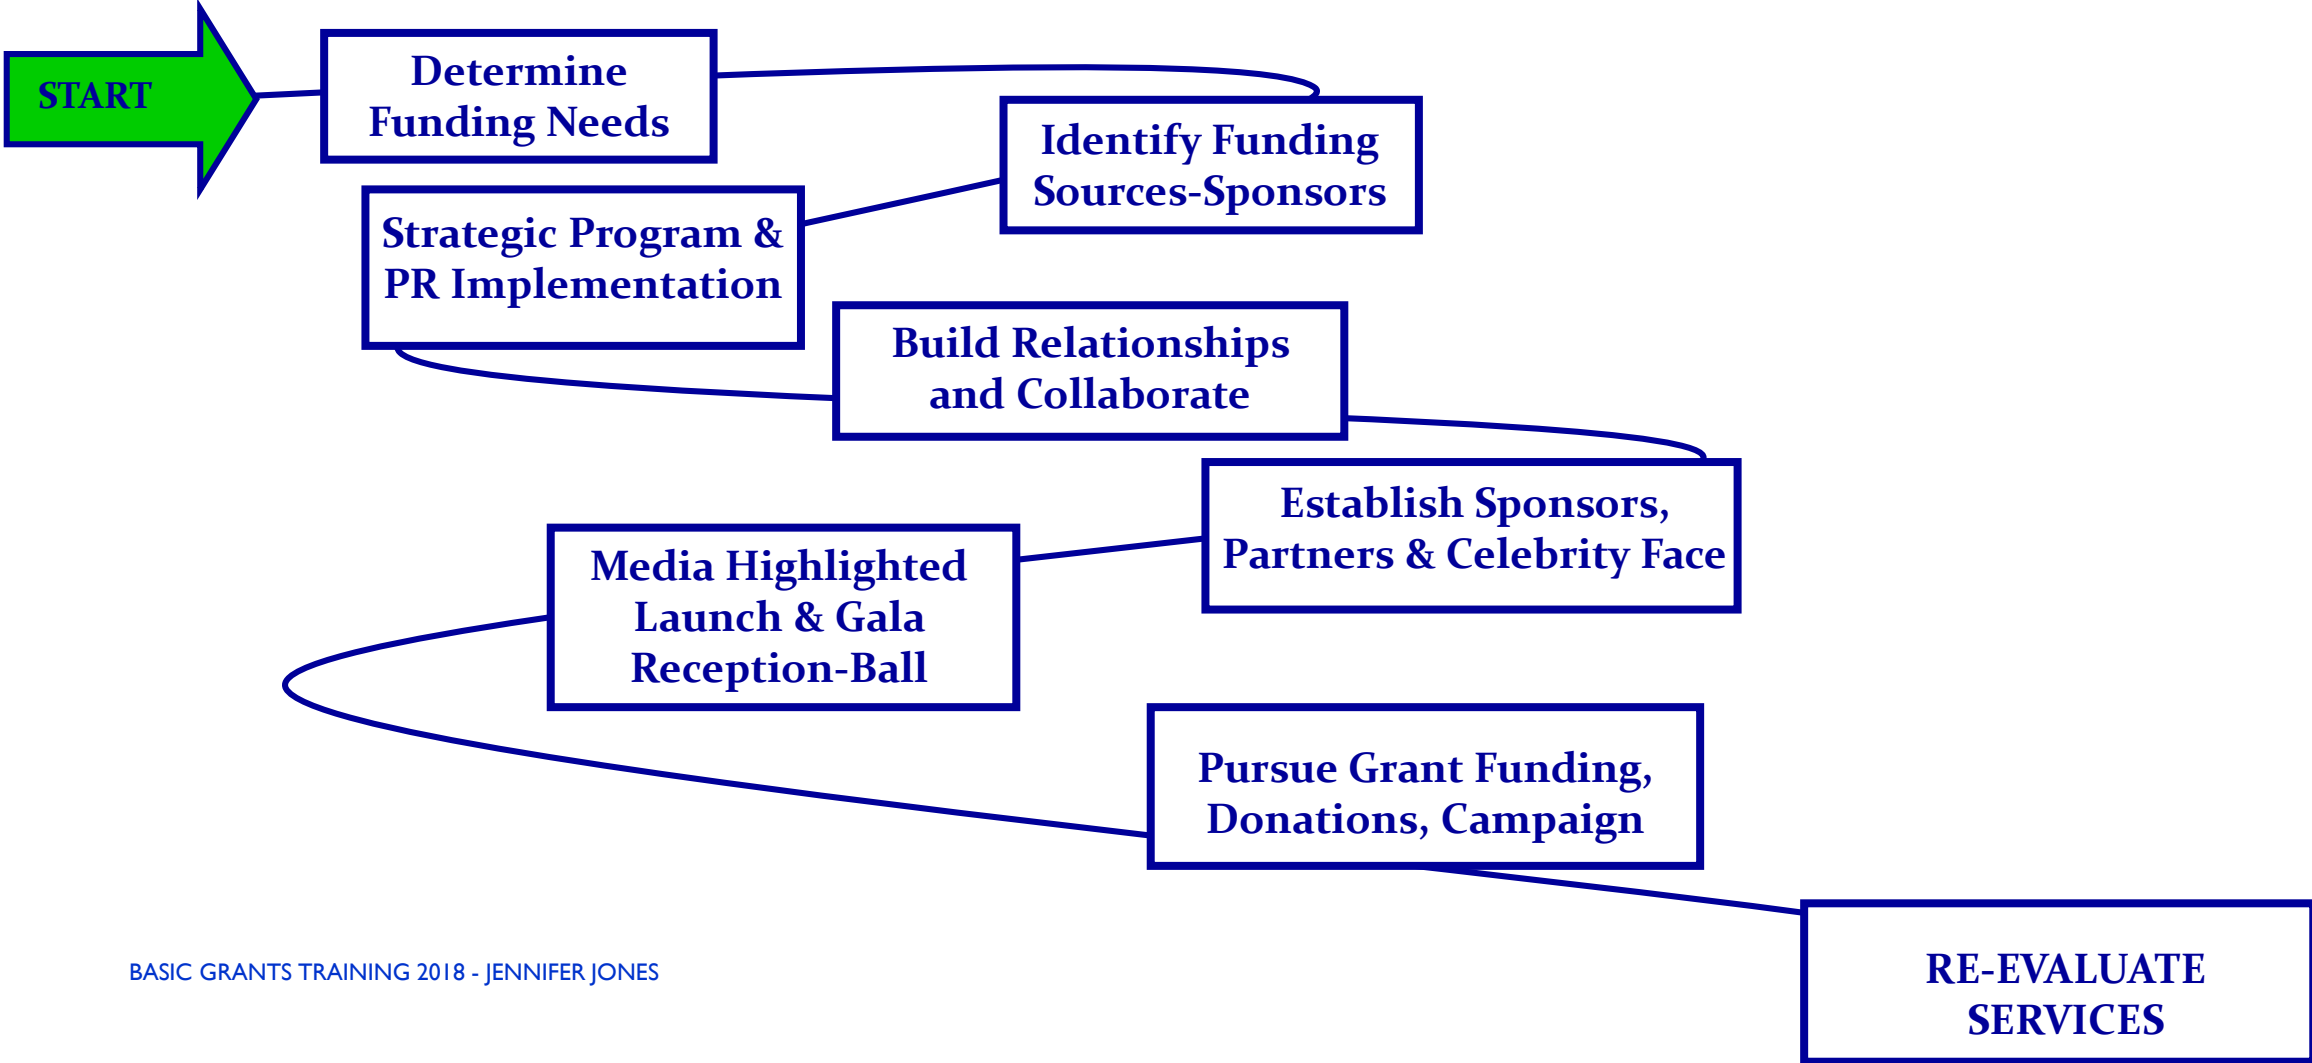 START
Determine
Funding Needs
Identify Funding
Sources-Sponsors
Strategic Program &
PR Implementation
Build Relationships
and Collaborate
Establish Sponsors,
Partners & Celebrity Face
Media Highlighted
Launch & Gala
Reception-Ball
Pursue Grant Funding,
Donations, Campaign
RE-EVALUATE
SERVICES
BASIC GRANTS TRAINING 2018 - JENNIFER JONES